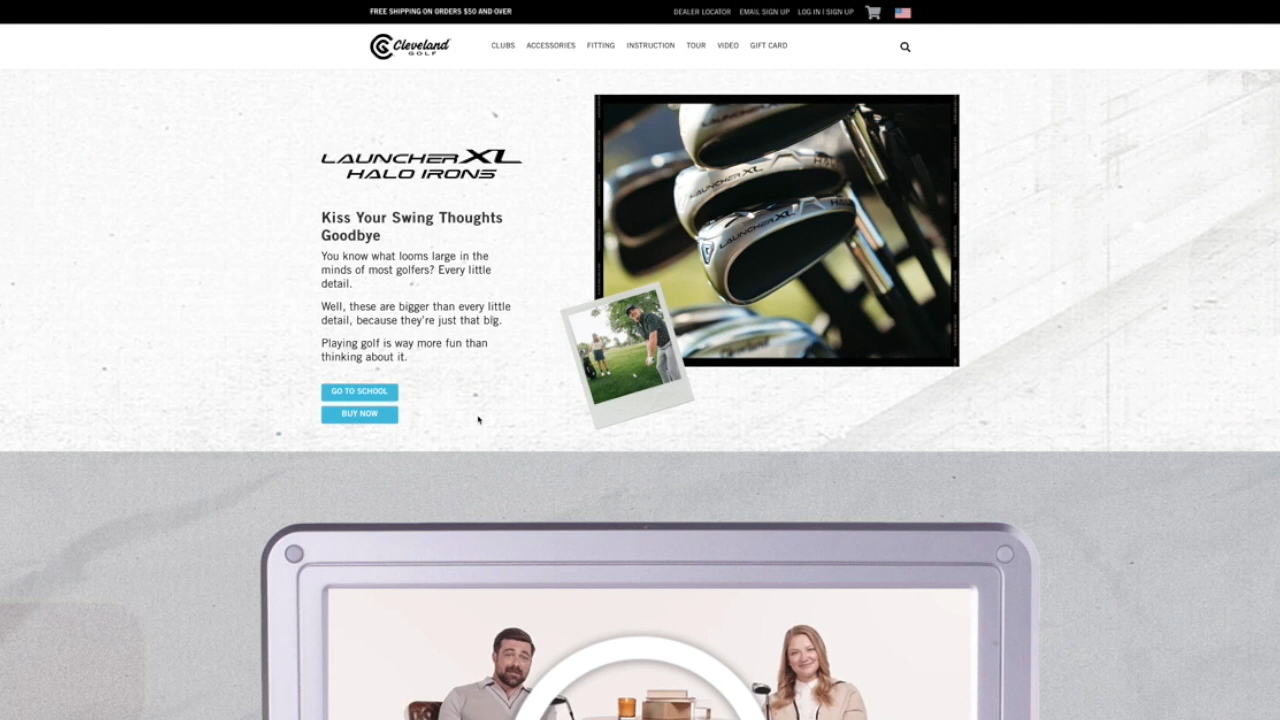 FREE SHIPPING ON ORDERS $50 AND OVER
DEALER LOCATOR EMAIL SIGN UP LOG IN | SIGN UP
Cleveland
GOLF
CLUBS ACCESSORIES FITTING INSTRUCTION TOUR VIDEO GIFT CARD
LAUNCHER XL
HALO IRONS
Kiss Your Swing Thoughts
Goodbye
You know what looms large in the
minds of most golfers? Every little
detail.
Well, these are bigger than every little
detail, because they're just that big.
Playing golf is way more fun than
thinking about it.
GO TO SCHOOL
BUY NOW
LAUNCHER XL
HALO
LAUNCHER XL
Cleveland